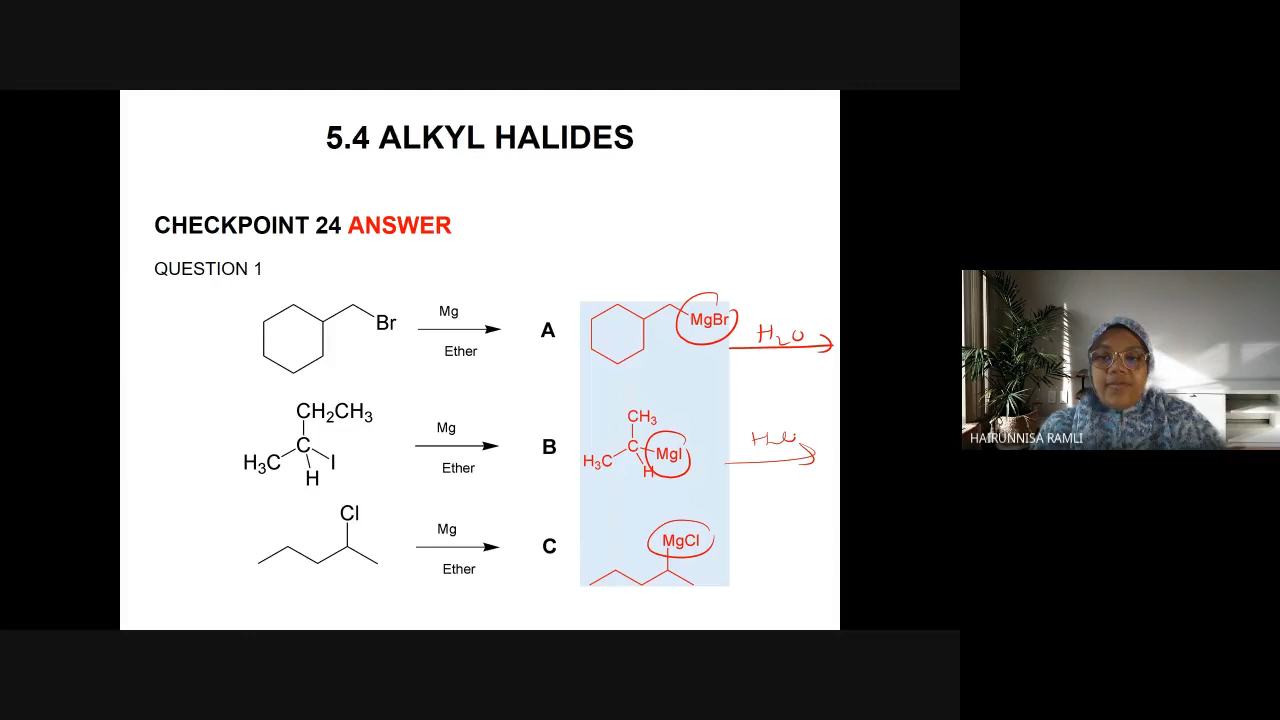 5.4 ALKYL HALIDES
CHECKPOINT 24 ANSWER
QUESTION 1
Br
Mg
Ether
A
MgBr
H2O
CH2CH3
H3C
C
I
H
Mg
Ether
B
CH3
H3C
C
MgI
H
Cl
Mg
Ether
C
MgCl
HAIRUNNISA RAMLI